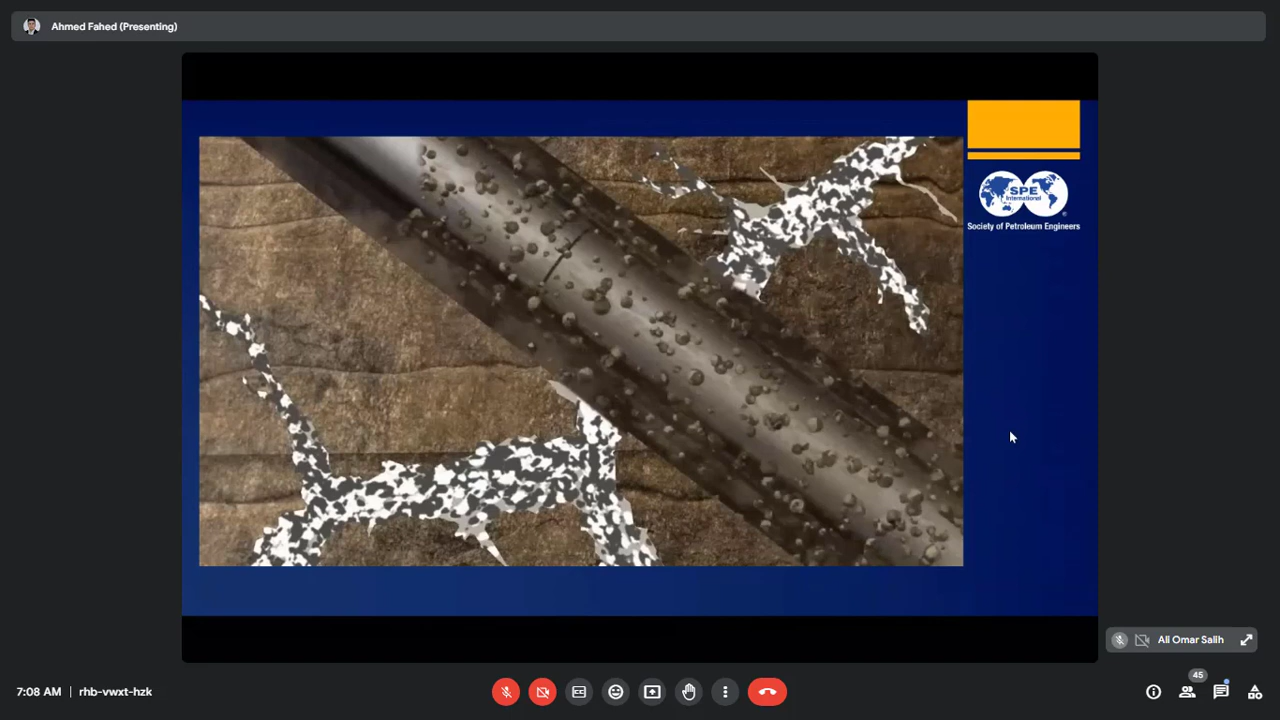 Ahmed Fahed (Presenting)
SPE
International
Society of Petroleum Engineers
Ali Omar Salih
7:08 AM | rhb-vwxt-hzk
45